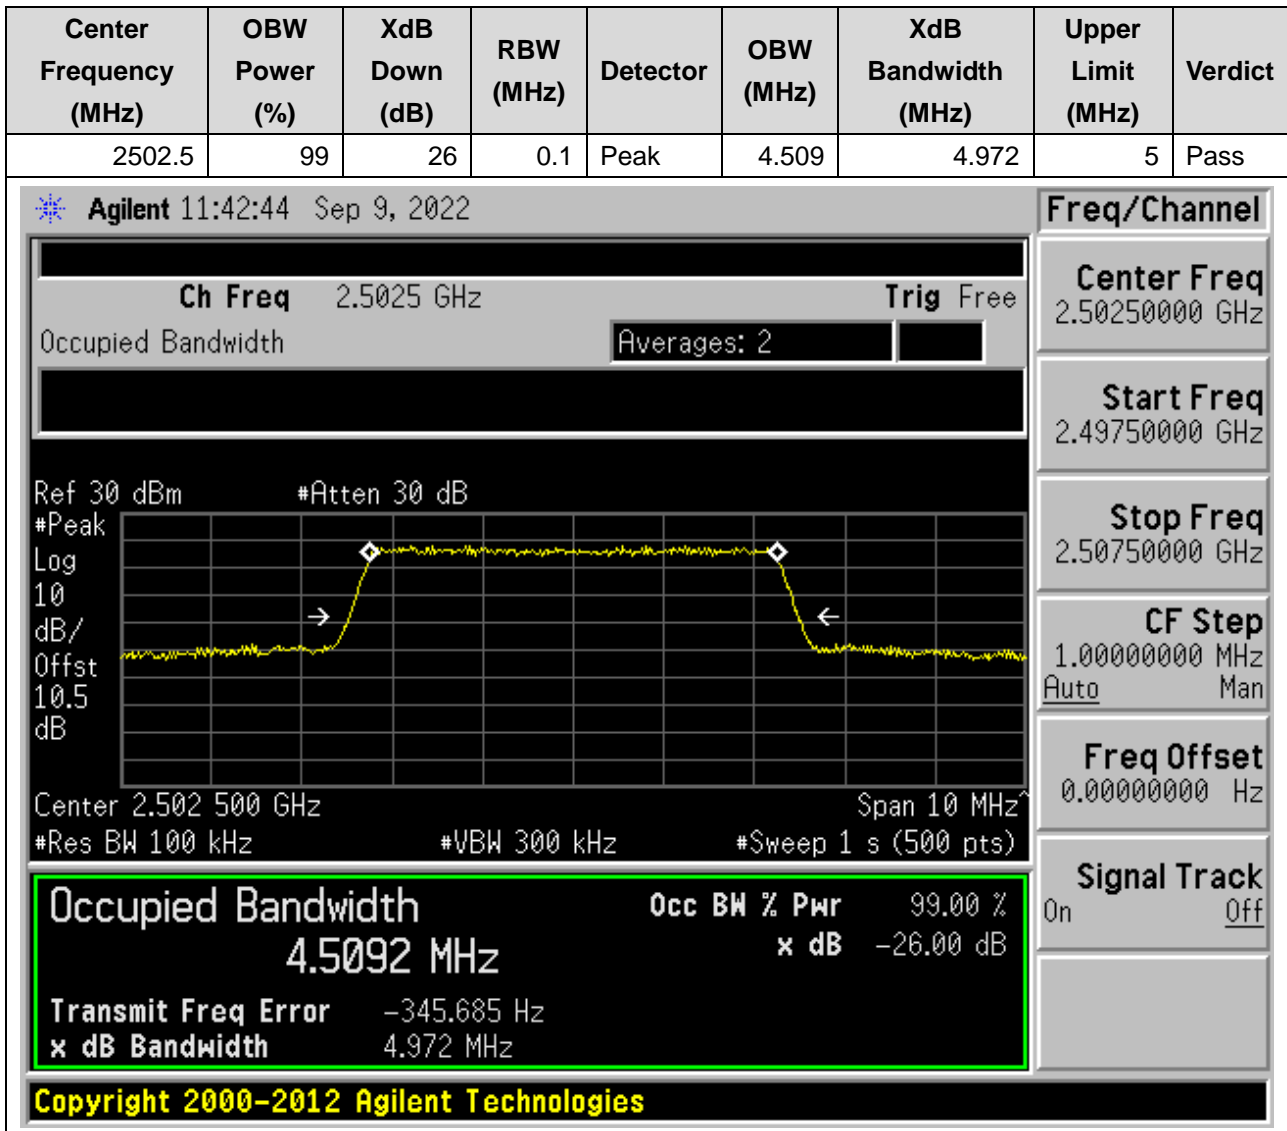 Center Frequency (MHz) OBW Power (%) XdB Down (dB) RBW (MHz) Detector OBW (MHz) XdB Bandwidth (MHz) Upper Limit (MHz) Verdict
2502.5 99 26 0.1 Peak 4.509 4.972 5 Pass
Agilent 11:42:44 Sep 9, 2022
Ch Freq 2.5025 GHz Trig Free
Occupied Bandwidth Averages: 2
Ref 30 dBm #Atten 30 dB
#Peak
Log
10
dB/
Offst
10.5
dB
Center 2.502 500 GHz Span 10 MHz^
#Res BW 100 kHz #VBW 300 kHz #Sweep 1 s (500 pts)
Occupied Bandwidth Occ BW % Pwr 99.00 %
4.5092 MHz x dB -26.00 dB
Transmit Freq Error -345.685 Hz
x dB Bandwidth 4.972 MHz
Copyright 2000-2012 Agilent Technologies
Freq/Channel
Center Freq
2.50250000 GHz
Start Freq
2.49750000 GHz
Stop Freq
2.50750000 GHz
CF Step
1.00000000 MHz
Auto Man
Freq Offset
0.00000000 Hz
Signal Track
On Off